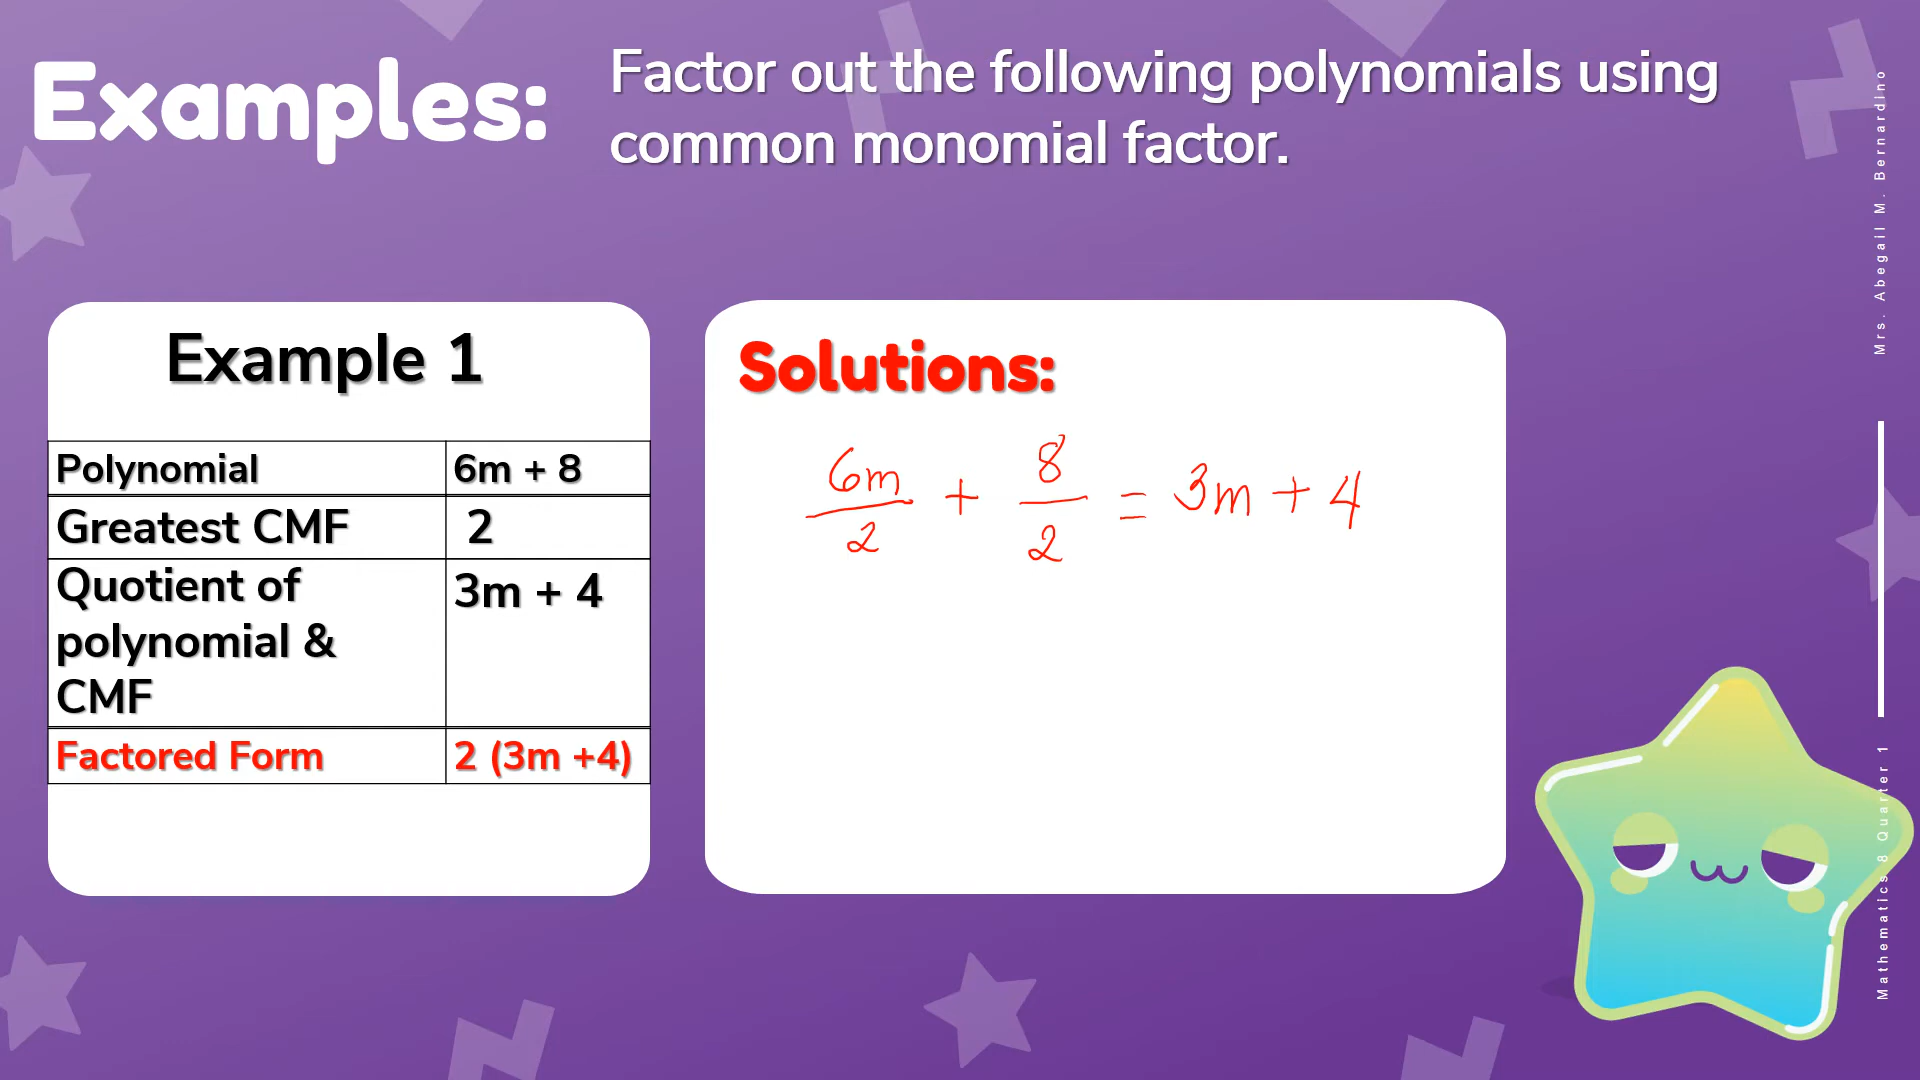 Examples:
Factor out the following polynomials using
common monomial factor.
Example 1
Polynomial 6m + 8
Greatest CMF 2
Quotient of 3m + 4
polynomial &
CMF
Factored Form 2 (3m +4)
Solutions:
6m/2 + 8/2 = 3m + 4
Mrs. Abegail M. Bernardino
Mathematics 8 Quarter 1